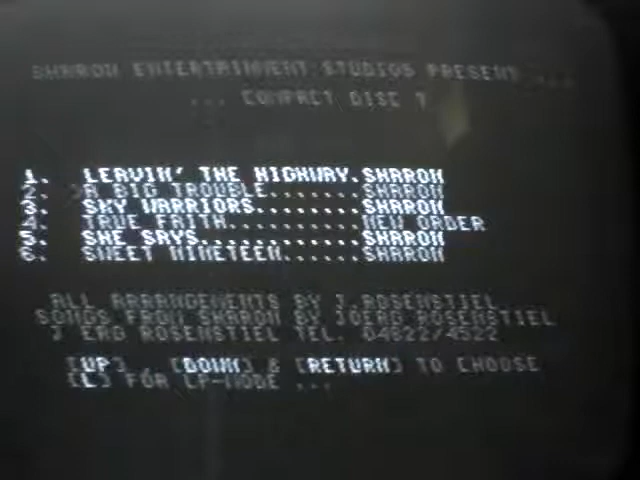 SHARON ENTERTAINMENT STUDIOS PRESENT ...
... COMPACT DISC 7
1. LEAVIN' THE HIGHWAY.SHARON
2. A BIG TROUBLE.......SHARON
3. SKY WARRIORS........SHARON
4. TRUE FAITH..........NEW ORDER
5. SHE SAYS............SHARON
6. SWEET NINETEEN......SHARON
ALL ARRANGEMENTS BY J.ROSENSTIEL
SONGS FROM SHARON BY JOERG ROSENSTIEL
J ERG ROSENSTIEL TEL. 04822/4522
[UP], [DOWN] & [RETURN] TO CHOOSE
[L] FOR LP-MODE ...